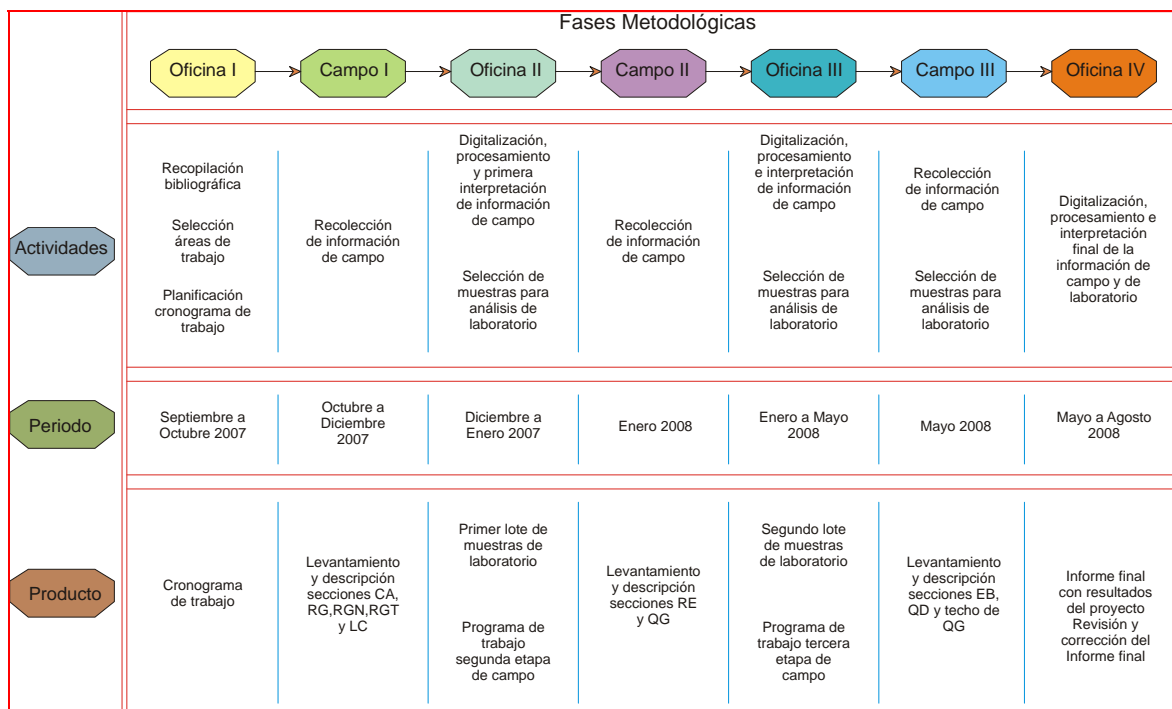 Fases Metodológicas
Oficina I
Campo I
Oficina II
Campo II
Oficina III
Campo III
Oficina IV
Actividades
Recopilación
bibliográfica
Selección
áreas de
trabajo
Planificación
cronograma de
trabajo
Recolección
de información
de campo
Digitalización,
procesamiento
y primera
interpretación
de información
de campo
Selección de
muestras para
análisis de
laboratorio
Recolección
de información
de campo
Digitalización,
procesamiento
e interpretación
de información
de campo
Selección de
muestras para
análisis de
laboratorio
Recolección
de información
de campo
Selección de
muestras para
análisis de
laboratorio
Digitalización,
procesamiento e
interpretación
final de la
información de
campo y de
laboratorio
Periodo
Septiembre a
Octubre 2007
Octubre a
Diciembre
2007
Diciembre a
Enero 2007
Enero 2008
Enero a Mayo
2008
Mayo 2008
Mayo a Agosto
2008
Producto
Cronograma
de trabajo
Levantamiento
y descripción
secciones CA,
RG,RGN,RGT
y LC
Primer lote de
muestras de
laboratorio
Programa de
trabajo
segunda etapa
de campo
Levantamiento
y descripción
secciones RE
y QG
Segundo lote
de muestras
de laboratorio
Programa de
trabajo tercera
etapa de
campo
Levantamiento
y descripción
secciones EB,
QD y techo de
QG
Informe final
con resultados
del proyecto
Revisión y
corrección del
Informe final